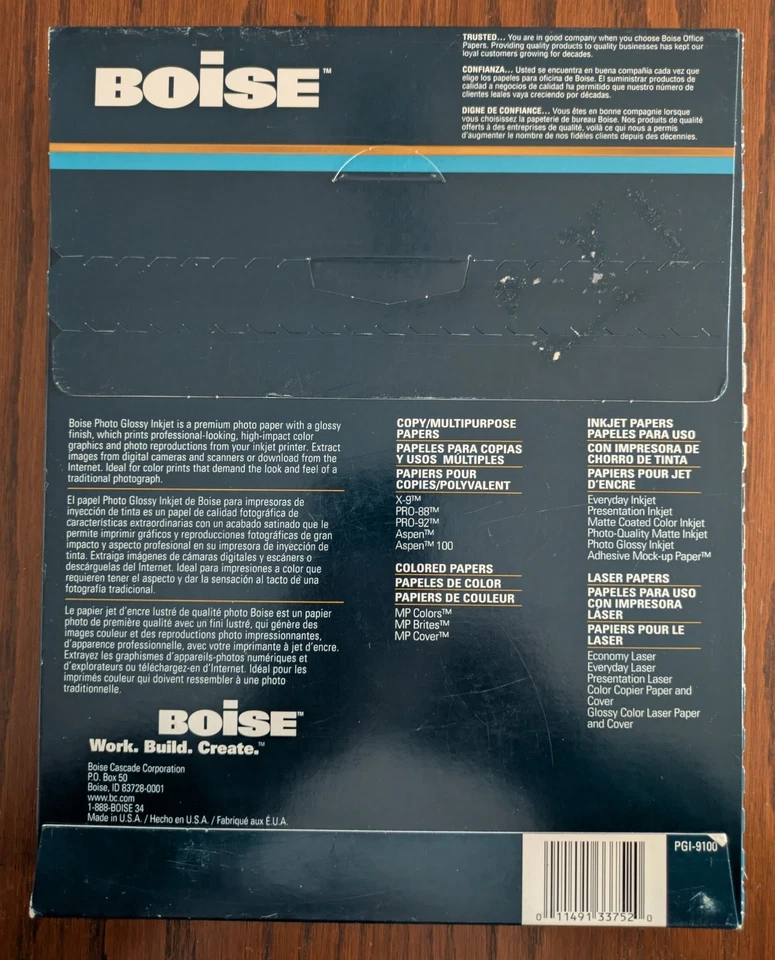 BOiSE™
TRUSTED... You are in good company when you choose Boise Office
Papers. Providing quality products to quality businesses has kept our
loyal customers growing for decades.
CONFIANZA... Usted se encuentra en buena compañía cada vez que
elige los papeles para oficina de Boise. El suministrar productos de
calidad a negocios de calidad ha permitido que nuestro número de
clientes leales vaya creciendo por décadas.
DIGNE DE CONFIANCE... Vous êtes en bonne compagnie lorsque
vous choisissez la papeterie de bureau Boise. Nos produits de qualité
offerts à des entreprises de qualité, voilà ce qui nous a permis
d'augmenter le nombre de nos fidèles clients depuis des décennies.
Boise Photo Glossy Inkjet is a premium photo paper with a glossy
finish, which prints professional-looking, high-impact color
graphics and photo reproductions from your inkjet printer. Extract
images from digital cameras and scanners or download from the
Internet. Ideal for color prints that demand the look and feel of a
traditional photograph.
El papel Photo Glossy Inkjet de Boise para impresoras de
inyección de tinta es un papel de calidad fotográfica de
características extraordinarias con un acabado satinado que le
permite imprimir gráficos y reproducciones fotográficas de gran
impacto y aspecto profesional en su impresora de inyección de
tinta. Extraiga imágenes de cámaras digitales y escáners o
descárguelas del Internet. Ideal para impresiones a color que
requieren tener el aspecto y dar la sensación al tacto de una
fotografía tradicional.
Le papier jet d'encre lustré de qualité photo Boise est un papier
photo de première qualité avec un fini lustré, qui génère des
images couleur et des reproductions photo impressionnantes,
d'apparence professionnelle, avec votre imprimante à jet d'encre.
Extrayez les graphismes d'appareils-photo numériques et
d'explorateurs ou téléchargez-en d'Internet. Idéal pour les
imprimés couleur qui doivent ressembler à une photo
traditionnelle.
BOiSE™
Work. Build. Create.™
Boise Cascade Corporation
P.O. Box 50
Boise, ID 83728-0001
www.bc.com
1-888-BOISE 34
Made in U.S.A. / Hecho en U.S.A. / Fabriqué aux É.U.A.
COPY/MULTIPURPOSE
PAPERS
PAPELES PARA COPIAS
Y USOS MÚLTIPLES
PAPIERS POUR
COPIES/POLYVALENT
X-9™
PRO-88™
PRO-92™
Aspen™
Aspen™ 100
COLORED PAPERS
PAPELES DE COLOR
PAPIERS DE COULEUR
MP Colors™
MP Brites™
MP Cover™
INKJET PAPERS
PAPELES PARA USO
CON IMPRESORA DE
CHORRO DE TINTA
PAPIERS POUR JET
D'ENCRE
Everyday Inkjet
Presentation Inkjet
Matte Coated Color Inkjet
Photo-Quality Matte Inkjet
Photo Glossy Inkjet
Adhesive Mock-up Paper™
LASER PAPERS
PAPELES PARA USO
CON IMPRESORA
LÁSER
PAPIERS POUR LE
LASER
Economy Laser
Everyday Laser
Presentation Laser
Color Copier Paper and
Cover
Glossy Color Laser Paper
and Cover
PGI-9100
0 11491 33752 0